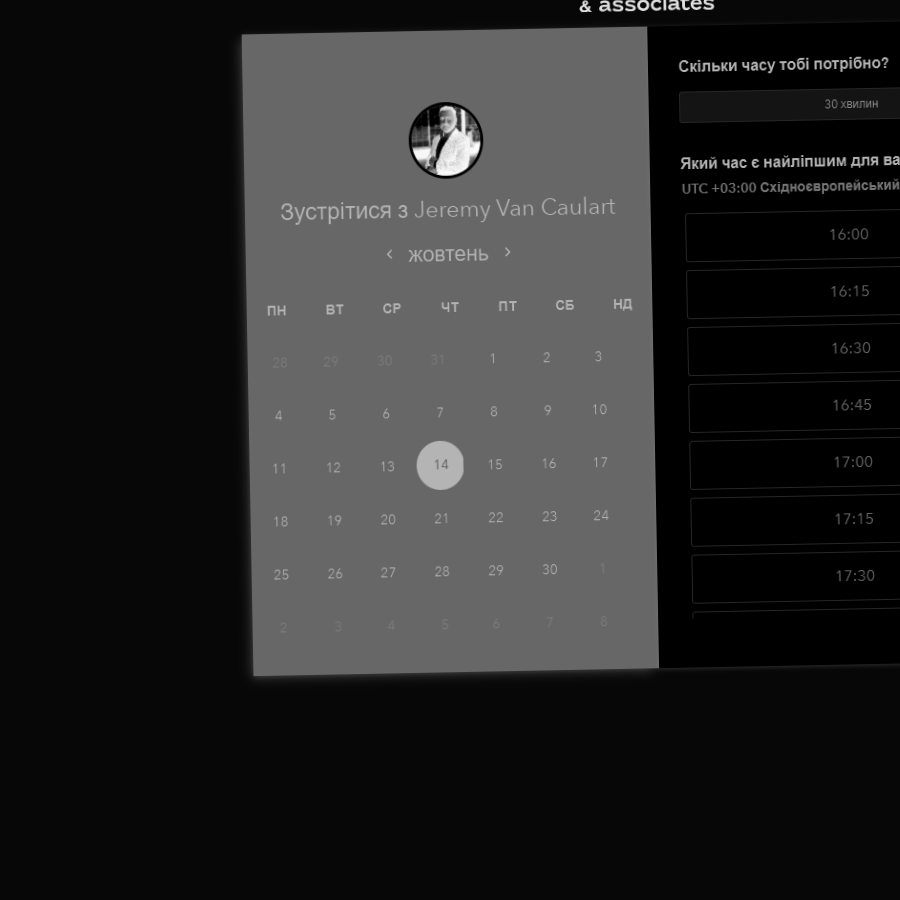 & associates
Зустрітися з Jeremy Van Caulart
жовтень
ПН ВТ СР ЧТ ПТ СБ НД
28 29 30 31 1 2 3
4 5 6 7 8 9 10
11 12 13 14 15 16 17
18 19 20 21 22 23 24
25 26 27 28 29 30 1
2 3 4 5 6 7 8
Скільки часу тобі потрібно?
30 хвилин
Який час є найліпшим для ва
UTC +03:00 Східноєвропейський
16:00
16:15
16:30
16:45
17:00
17:15
17:30